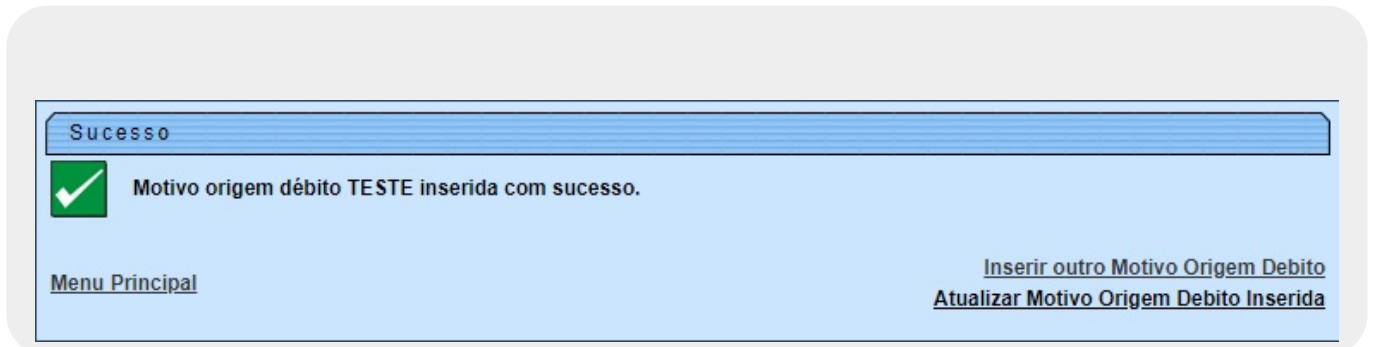 Sucesso
Motivo origem débito TESTE inserida com sucesso.
Menu Principal
Inserir outro Motivo Origem Debito
Atualizar Motivo Origem Debito Inserida